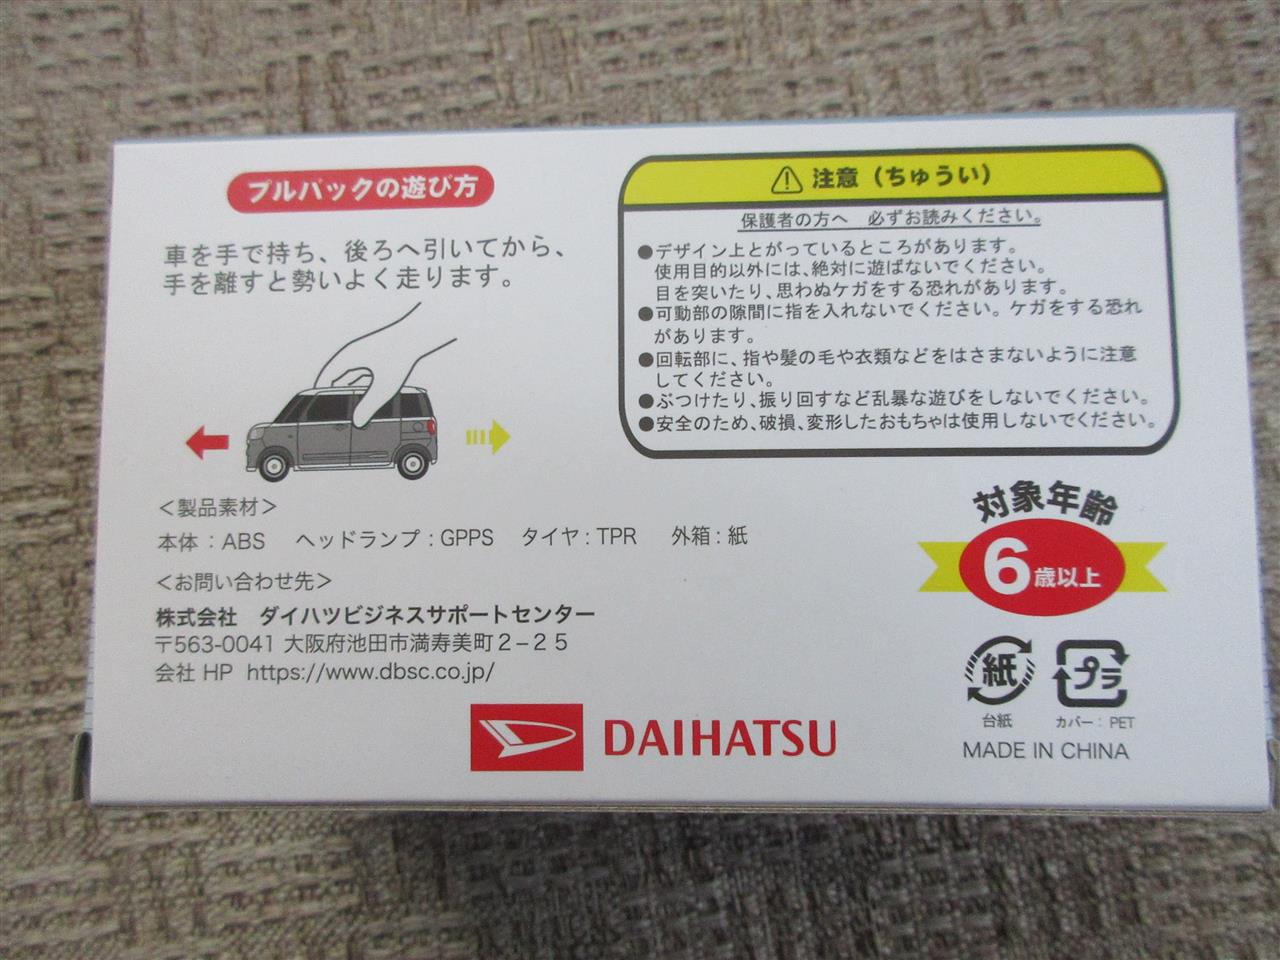 プルバックの遊び方
車を手で持ち、後ろへ引いてから、
手を離すと勢いよく走ります。
<製品素材>
本体：ABS　ヘッドランプ：GPPS　タイヤ：TPR　外箱：紙
<お問い合わせ先>
株式会社　ダイハツビジネスサポートセンター
〒563-0041 大阪府池田市満寿美町２−２５
会社 HP https://www.dbsc.co.jp/
DAIHATSU
注意（ちゅうい）
保護者の方へ　必ずお読みください。
●デザイン上とがっているところがあります。
使用目的以外には、絶対に遊ばないでください。
目を突いたり、思わぬケガをする恐れがあります。
●可動部の隙間に指を入れないでください。ケガをする恐れ
があります。
●回転部に、指や髪の毛や衣類などをはさまないように注意
してください。
●ぶつけたり、振り回すなど乱暴な遊びをしないでください。
●安全のため、破損、変形したおもちゃは使用しないでください。
対象年齢
6歳以上
紙
プラ
台紙
カバー：PET
MADE IN CHINA